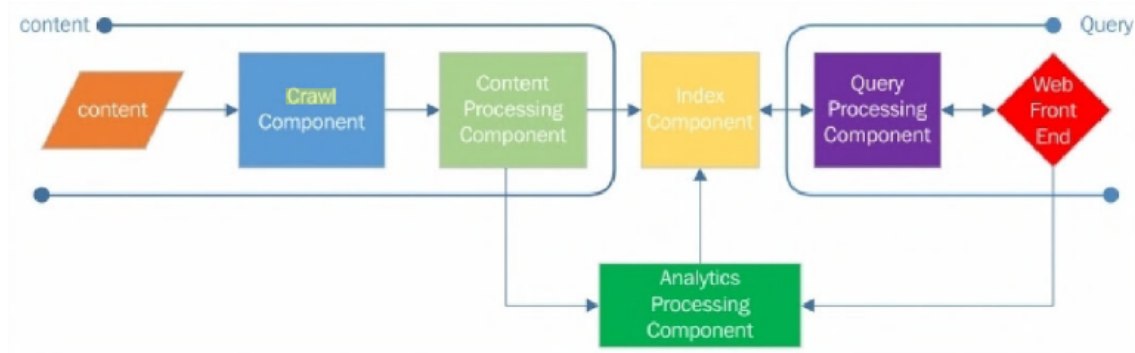 content
Query
content
Crawl
Component
Content
Processing
Component
Index
Component
Query
Processing
Component
Web
Front
End
Analytics
Processing
Component